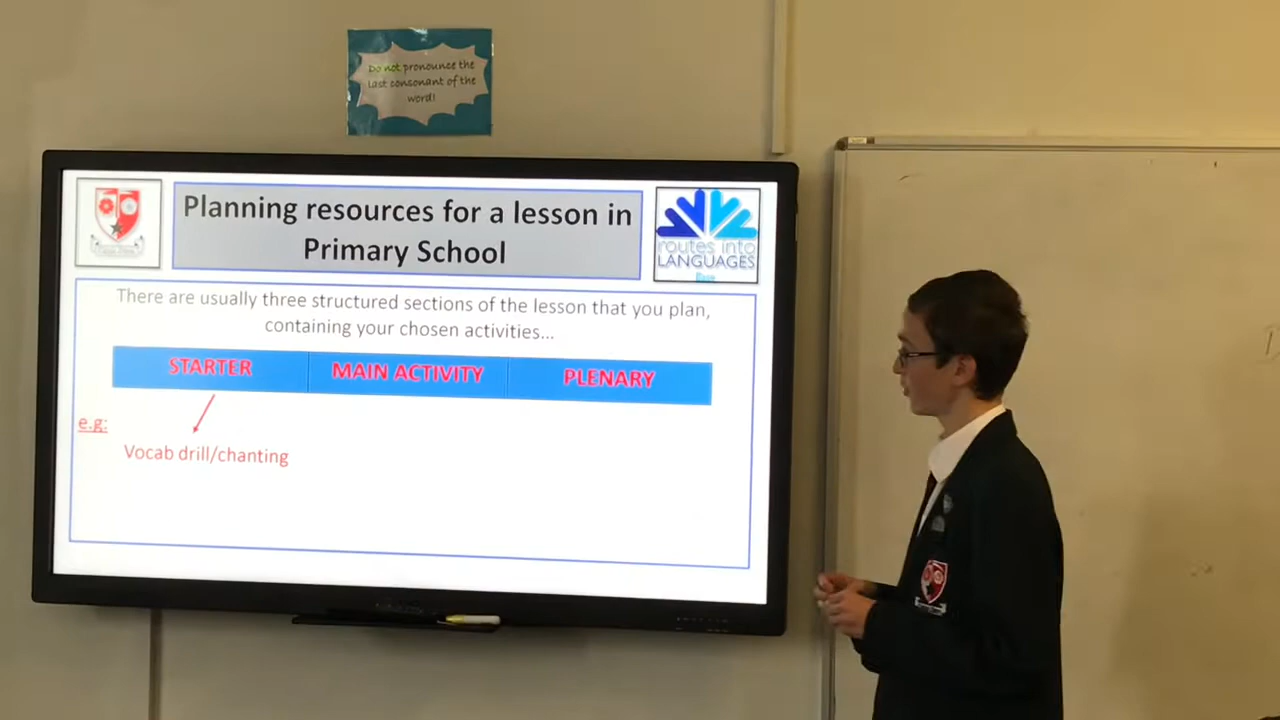 Do not pronounce the
last consonant of the
word!
Planning resources for a lesson in
Primary School
routes into
LANGUAGES
There are usually three structured sections of the lesson that you plan,
containing your chosen activities...
STARTER MAIN ACTIVITY PLENARY
e.g:
Vocab drill/chanting